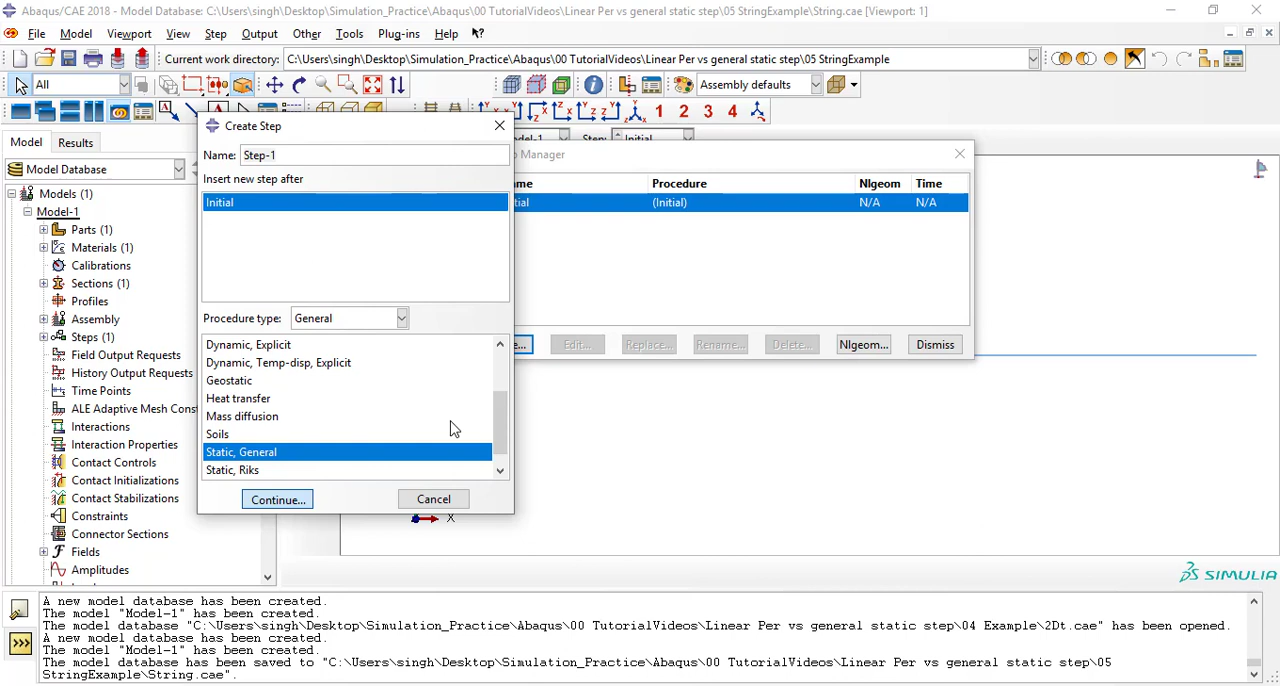 Abaqus/CAE 2018 - Model Database: C:\Users\singh\Desktop\Simulation_Practice\Abaqus\00 TutorialVideos\Linear Per vs general static step\05 StringExample\String.cae [Viewport: 1]
File Model Viewport View Step Output Other Tools Plug-ins Help
Current work directory: C:\Users\singh\Desktop\Simulation_Practice\Abaqus\00 TutorialVideos\Linear Per vs general static step\05 StringExample
All Assembly defaults
1 2 3 4
Model Results
Create Step
Name: Step-1
Insert new step after
Initial
Procedure type: General
Dynamic, Explicit
Dynamic, Temp-disp, Explicit
Geostatic
Heat transfer
Mass diffusion
Soils
Static, General
Static, Riks
Continue... Cancel
Step: Initial
Manager
Procedure Nlgeom Time
(Initial) N/A N/A
Edit... Replace... Rename... Delete... Nlgeom... Dismiss
Model Database
Models (1)
Model-1
Parts (1)
Materials (1)
Calibrations
Sections (1)
Profiles
Assembly
Steps (1)
Field Output Requests
History Output Requests
Time Points
ALE Adaptive Mesh Const
Interactions
Interaction Properties
Contact Controls
Contact Initializations
Contact Stabilizations
Constraints
Connector Sections
Fields
Amplitudes
X
SIMULIA
A new model database has been created.
The model "Model-1" has been created.
The model database "C:\Users\singh\Desktop\Simulation_Practice\Abaqus\00 TutorialVideos\Linear Per vs general static step\04 Example\2Dt.cae" has been opened.
A new model database has been created.
The model "Model-1" has been created.
The model database has been saved to "C:\Users\singh\Desktop\Simulation_Practice\Abaqus\00 TutorialVideos\Linear Per vs general static step\05
StringExample\String.cae".